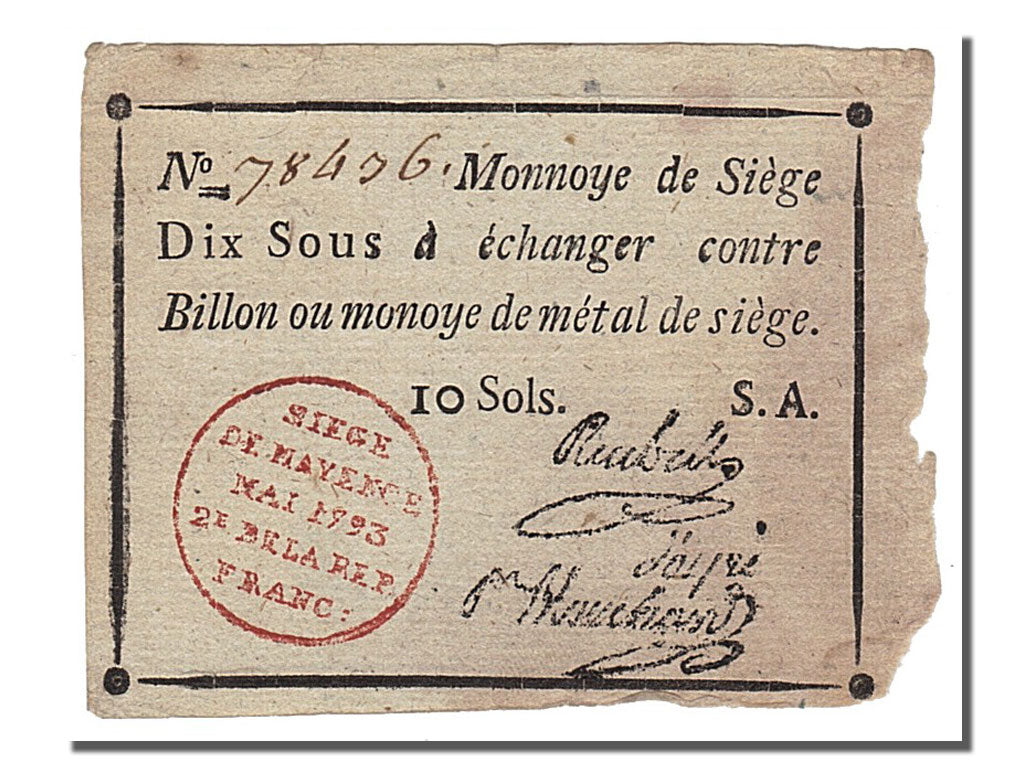 No 78476. Monnoye de Siège
Dix Sous à échanger contre
Billon ou monoye de métal de siège.
10 Sols. S. A.
SIEGE
DE MAYENCE
MAI 1793
2E DE LA REP.
FRANC:
Reubell